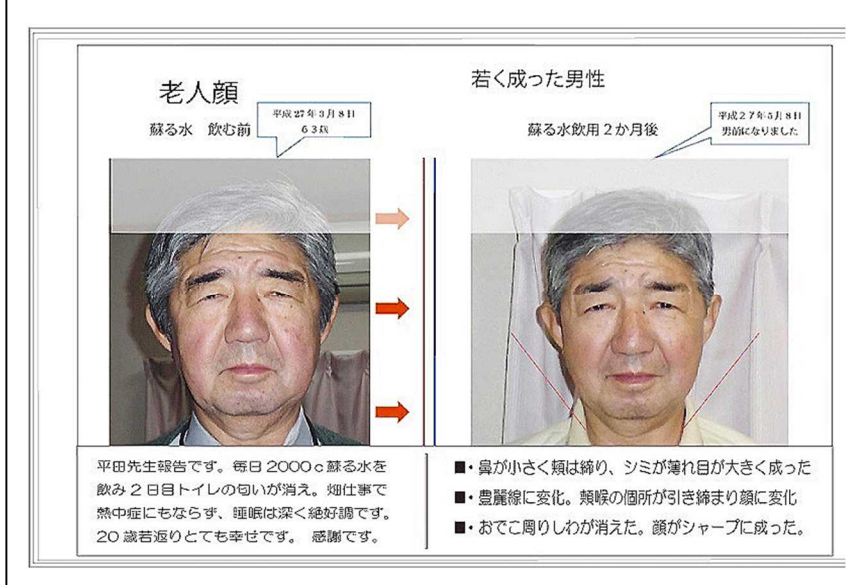 老人顔
蘇る水　飲む前
平成27年3月8日
63歳
若く成った男性
蘇る水飲用2か月後
平成27年5月8日
男前になりました
平田先生報告です。毎日2000c蘇る水を
飲み2日目トイレの匂いが消え。畑仕事で
熱中症にもならず、睡眠は深く絶好調です。
20歳若返りとても幸せです。　感謝です。
■・鼻が小さく頬は締り、シミが薄れ目が大きく成った
■・豊麗線に変化。頬喉の個所が引き締まり顔に変化
■・おでこ周りしわが消えた。顔がシャープに成った。